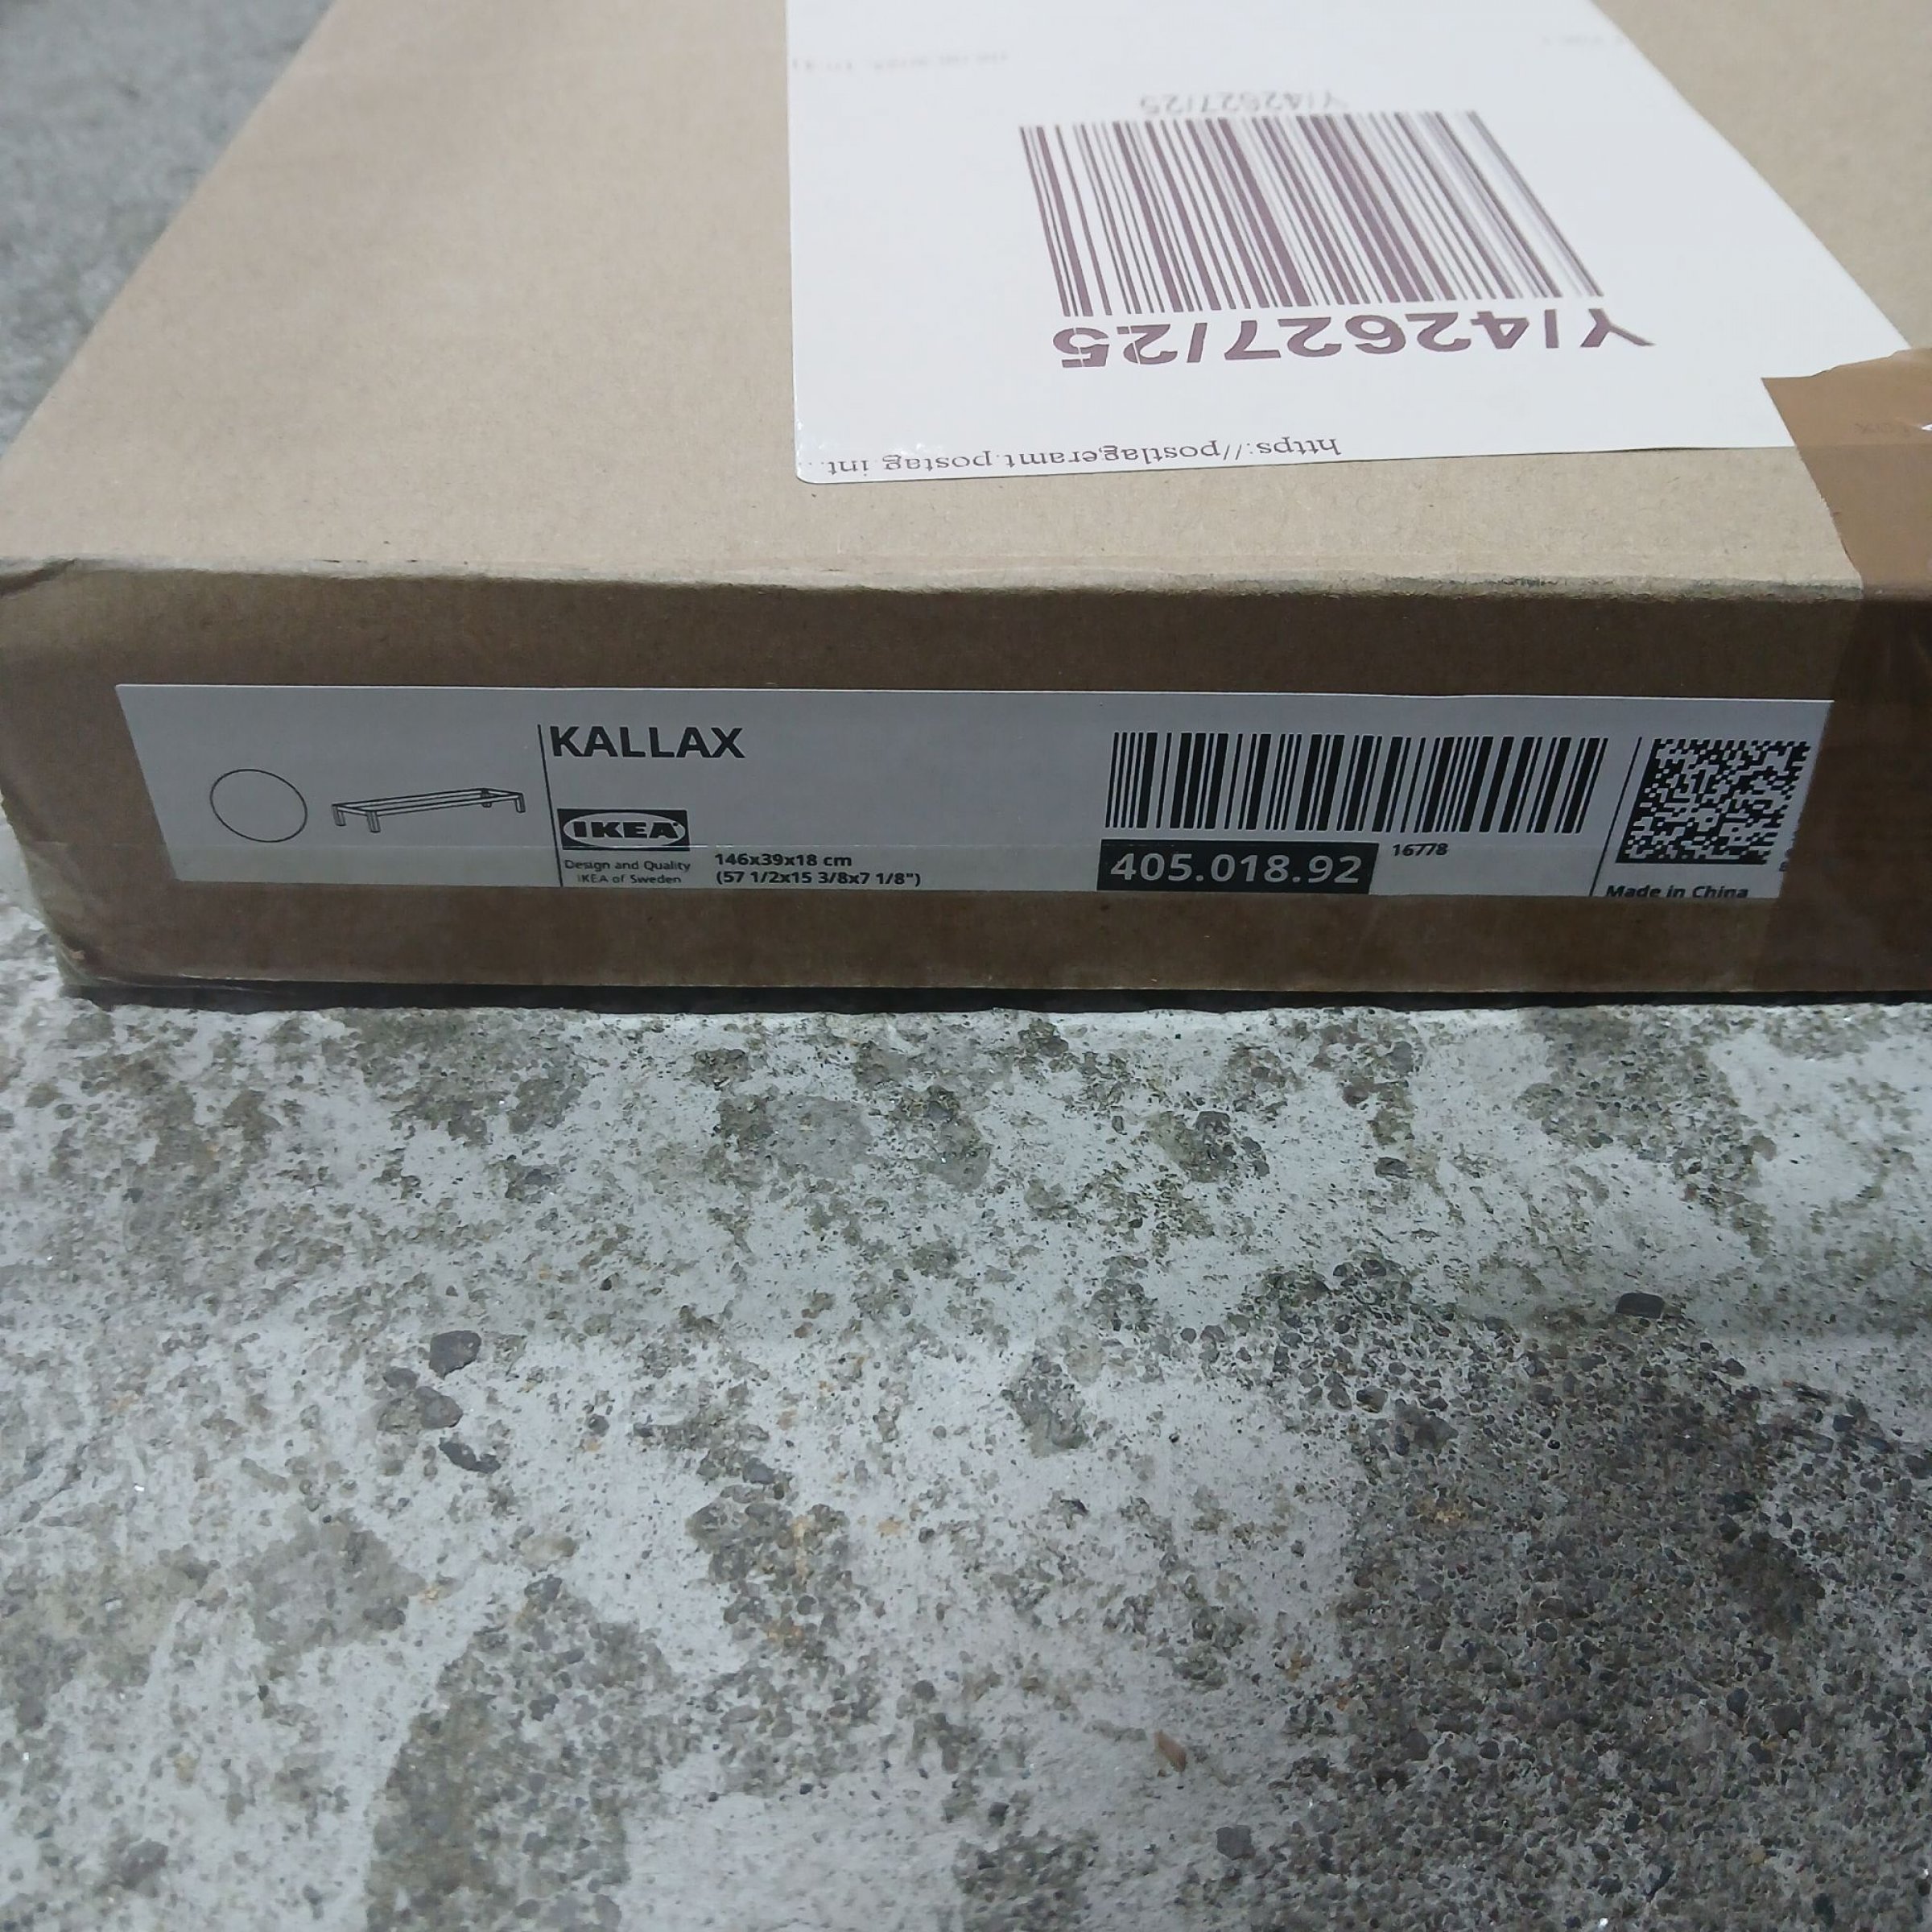 Y/42627/25
Y/42627/25
https://postlageramt.postag.int...
KALLAX
IKEA
Design and Quality
IKEA of Sweden
146x39x18 cm
(57 1/2x15 3/8x7 1/8")
405.018.92
16778
Made in China